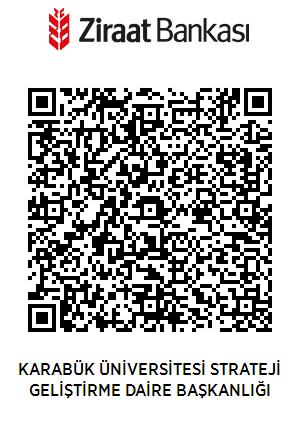 Ziraat Bankası
KARABÜK ÜNİVERSİTESİ STRATEJİ
GELİŞTİRME DAİRE BAŞKANLIĞI